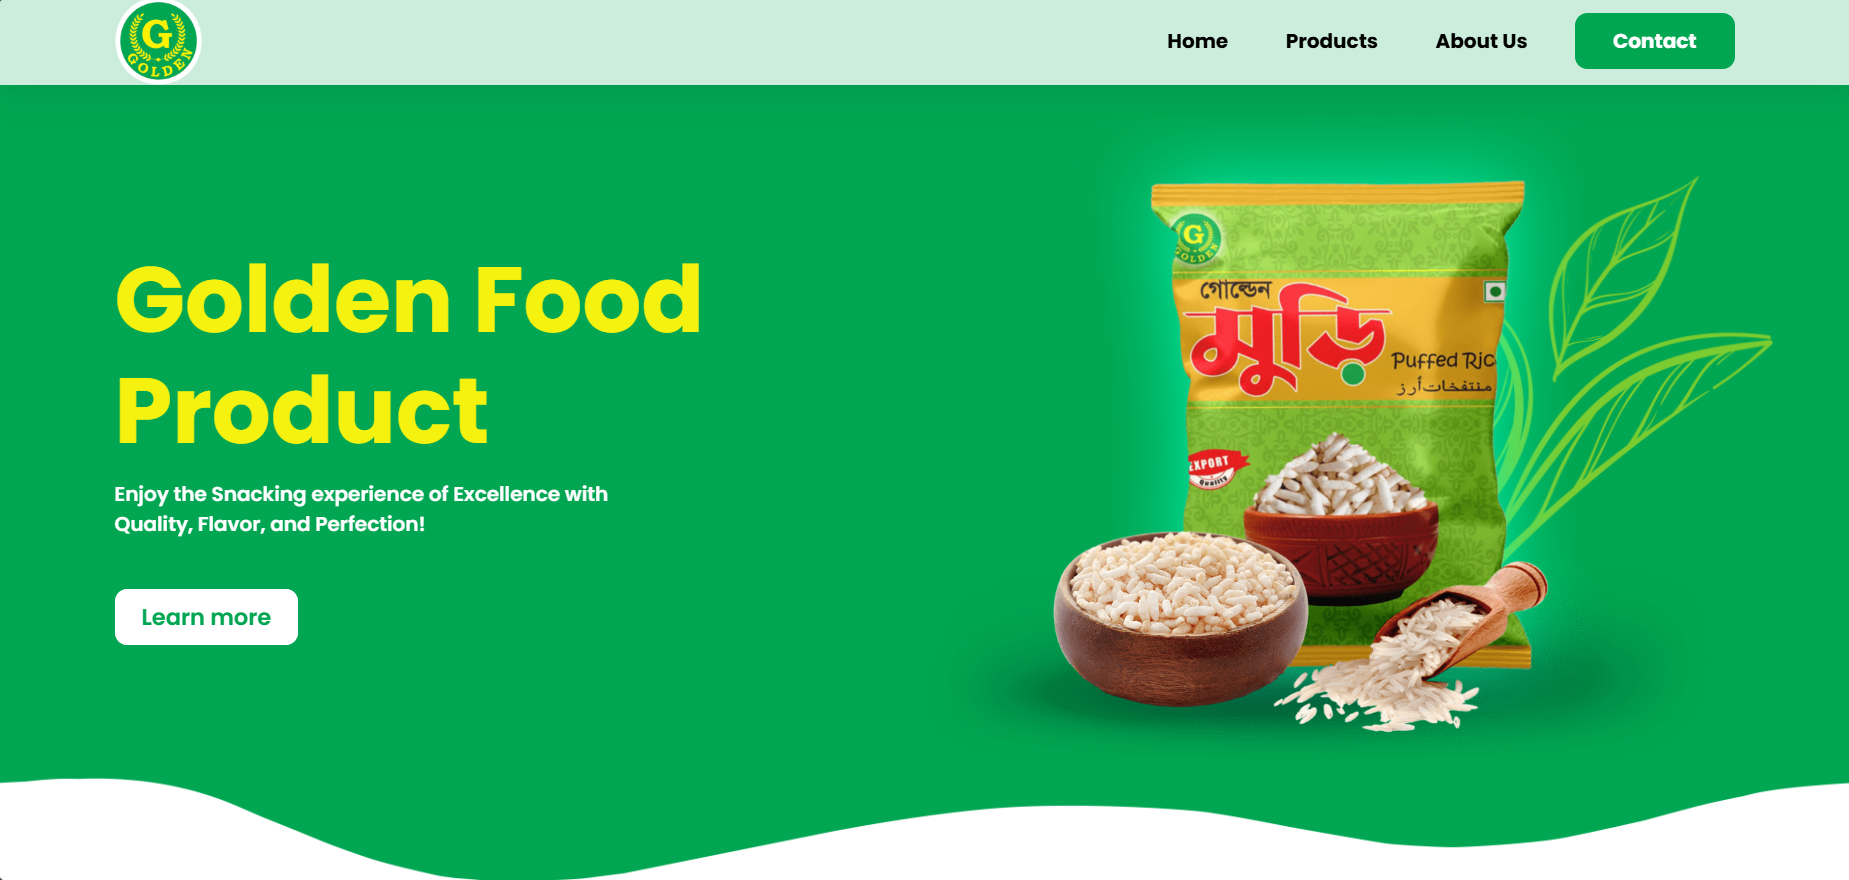 G
GOLDEN
Home
Products
About Us
Contact
Golden Food
Product
Enjoy the Snacking experience of Excellence with
Quality, Flavor, and Perfection!
Learn more
G
GOLDEN
গোল্ডেন
মুড়ি
Puffed Ric
منتفخات أرز
EXPORT
Quality